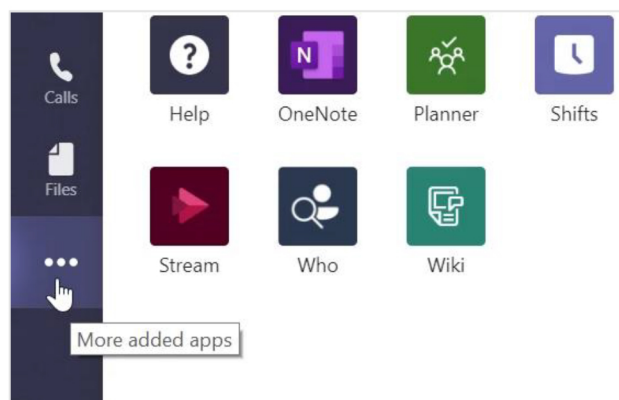 Calls
Files
More added apps
Help
N
OneNote
Planner
Shifts
Stream
Who
Wiki